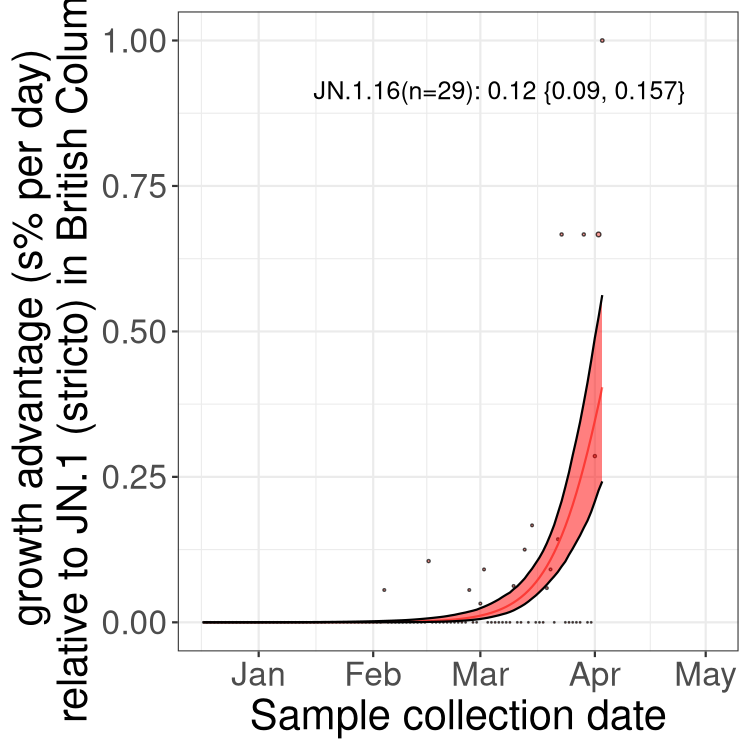 growth advantage (s% per day)
relative to JN.1 (stricto) in British Colum
1.00
0.75
0.50
0.25
0.00
JN.1.16(n=29): 0.12 {0.09, 0.157}
Jan Feb Mar Apr May
Sample collection date